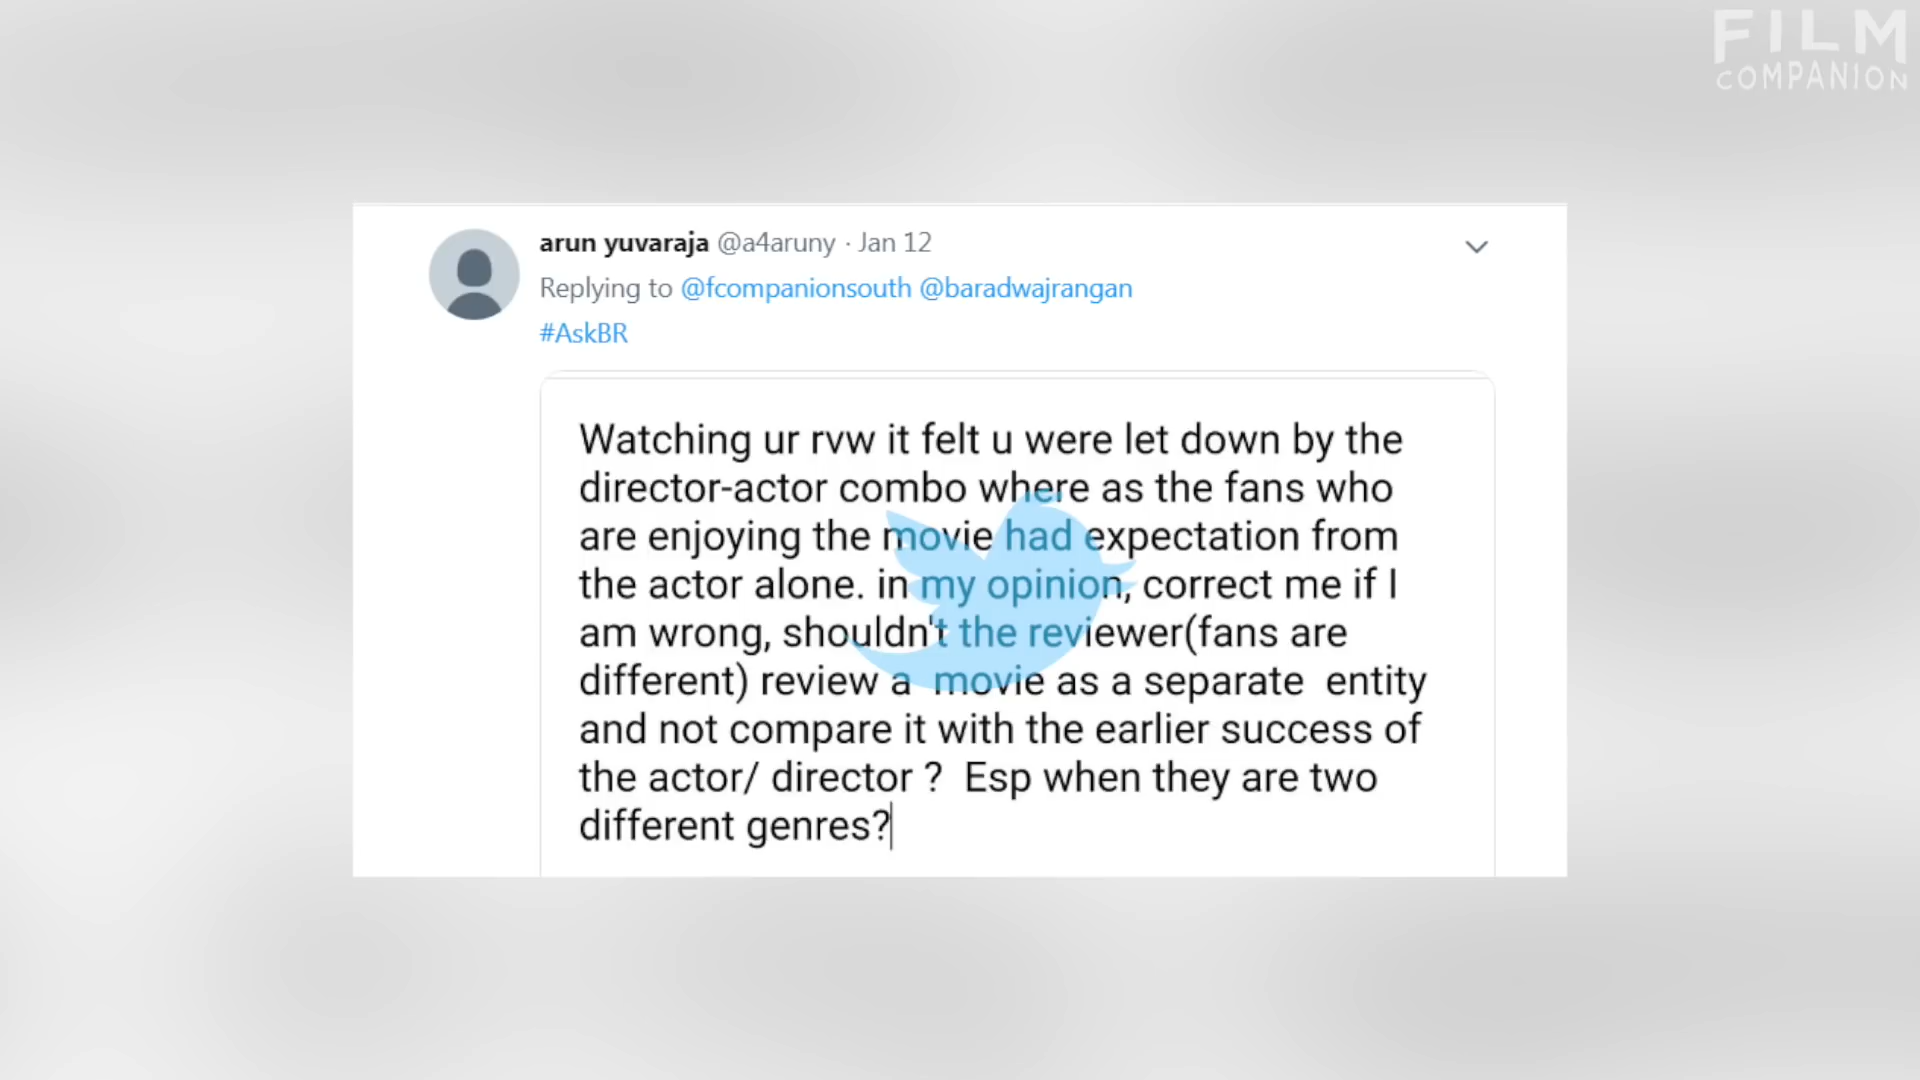 FILM
COMPANION
arun yuvaraja @a4aruny · Jan 12
Replying to @fcompanionsouth @baradwajrangan
#AskBR
Watching ur rvw it felt u were let down by the
director-actor combo where as the fans who
are enjoying the movie had expectation from
the actor alone. in my opinion, correct me if I
am wrong, shouldn't the reviewer(fans are
different) review a  movie as a separate  entity
and not compare it with the earlier success of
the actor/ director ?  Esp when they are two
different genres?